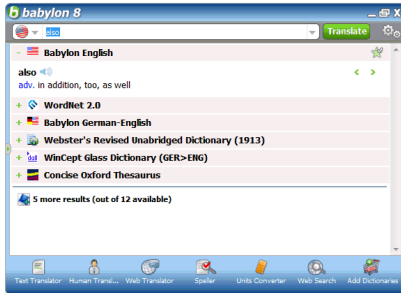 babylon 8
also
Translate
Babylon English
also
adv. in addition, too, as well
WordNet 2.0
Babylon German-English
Webster's Revised Unabridged Dictionary (1913)
WinCept Glass Dictionary (GER>ENG)
Concise Oxford Thesaurus
5 more results (out of 12 available)
Text Translator Human Transl... Web Translator Speller Units Converter Web Search Add Dictionaries